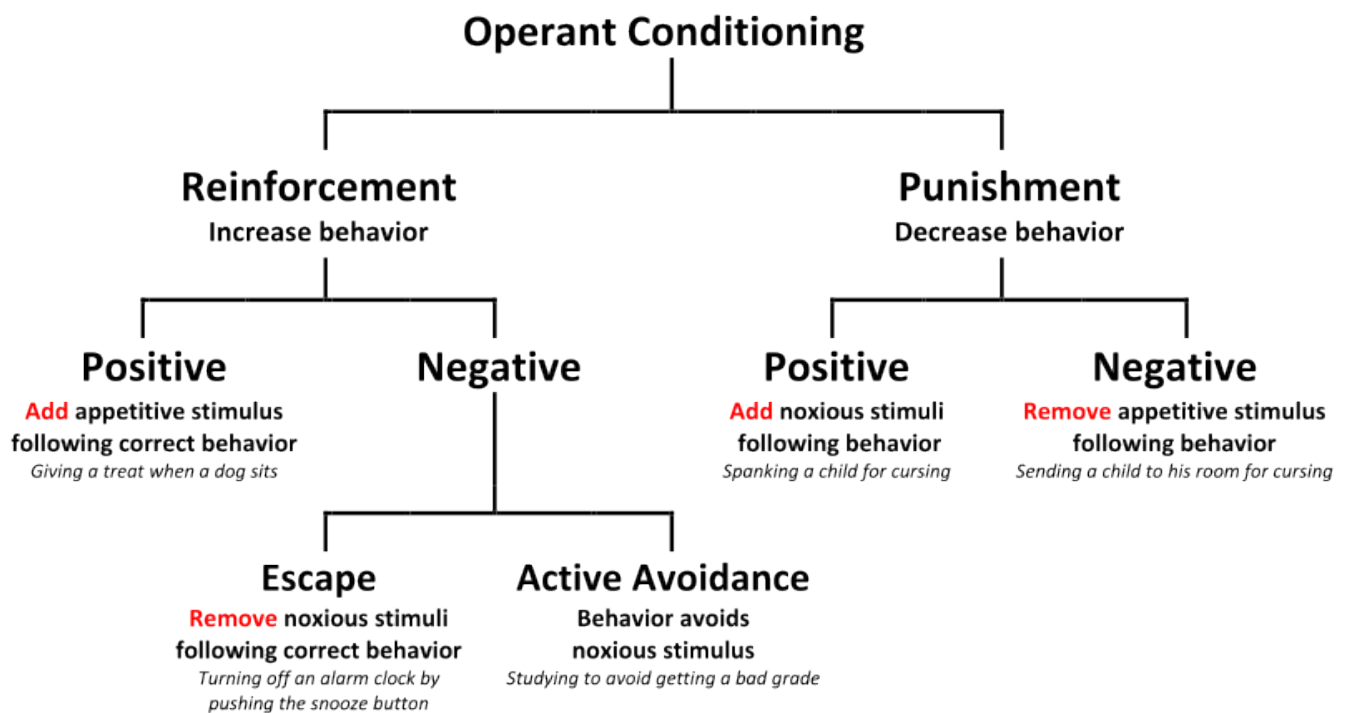 Operant Conditioning
Reinforcement
Increase behavior
Punishment
Decrease behavior
Positive
Add appetitive stimulus
following correct behavior
Giving a treat when a dog sits
Negative
Positive
Add noxious stimuli
following behavior
Spanking a child for cursing
Negative
Remove appetitive stimulus
following behavior
Sending a child to his room for cursing
Escape
Remove noxious stimuli
following correct behavior
Turning off an alarm clock by
pushing the snooze button
Active Avoidance
Behavior avoids
noxious stimulus
Studying to avoid getting a bad grade